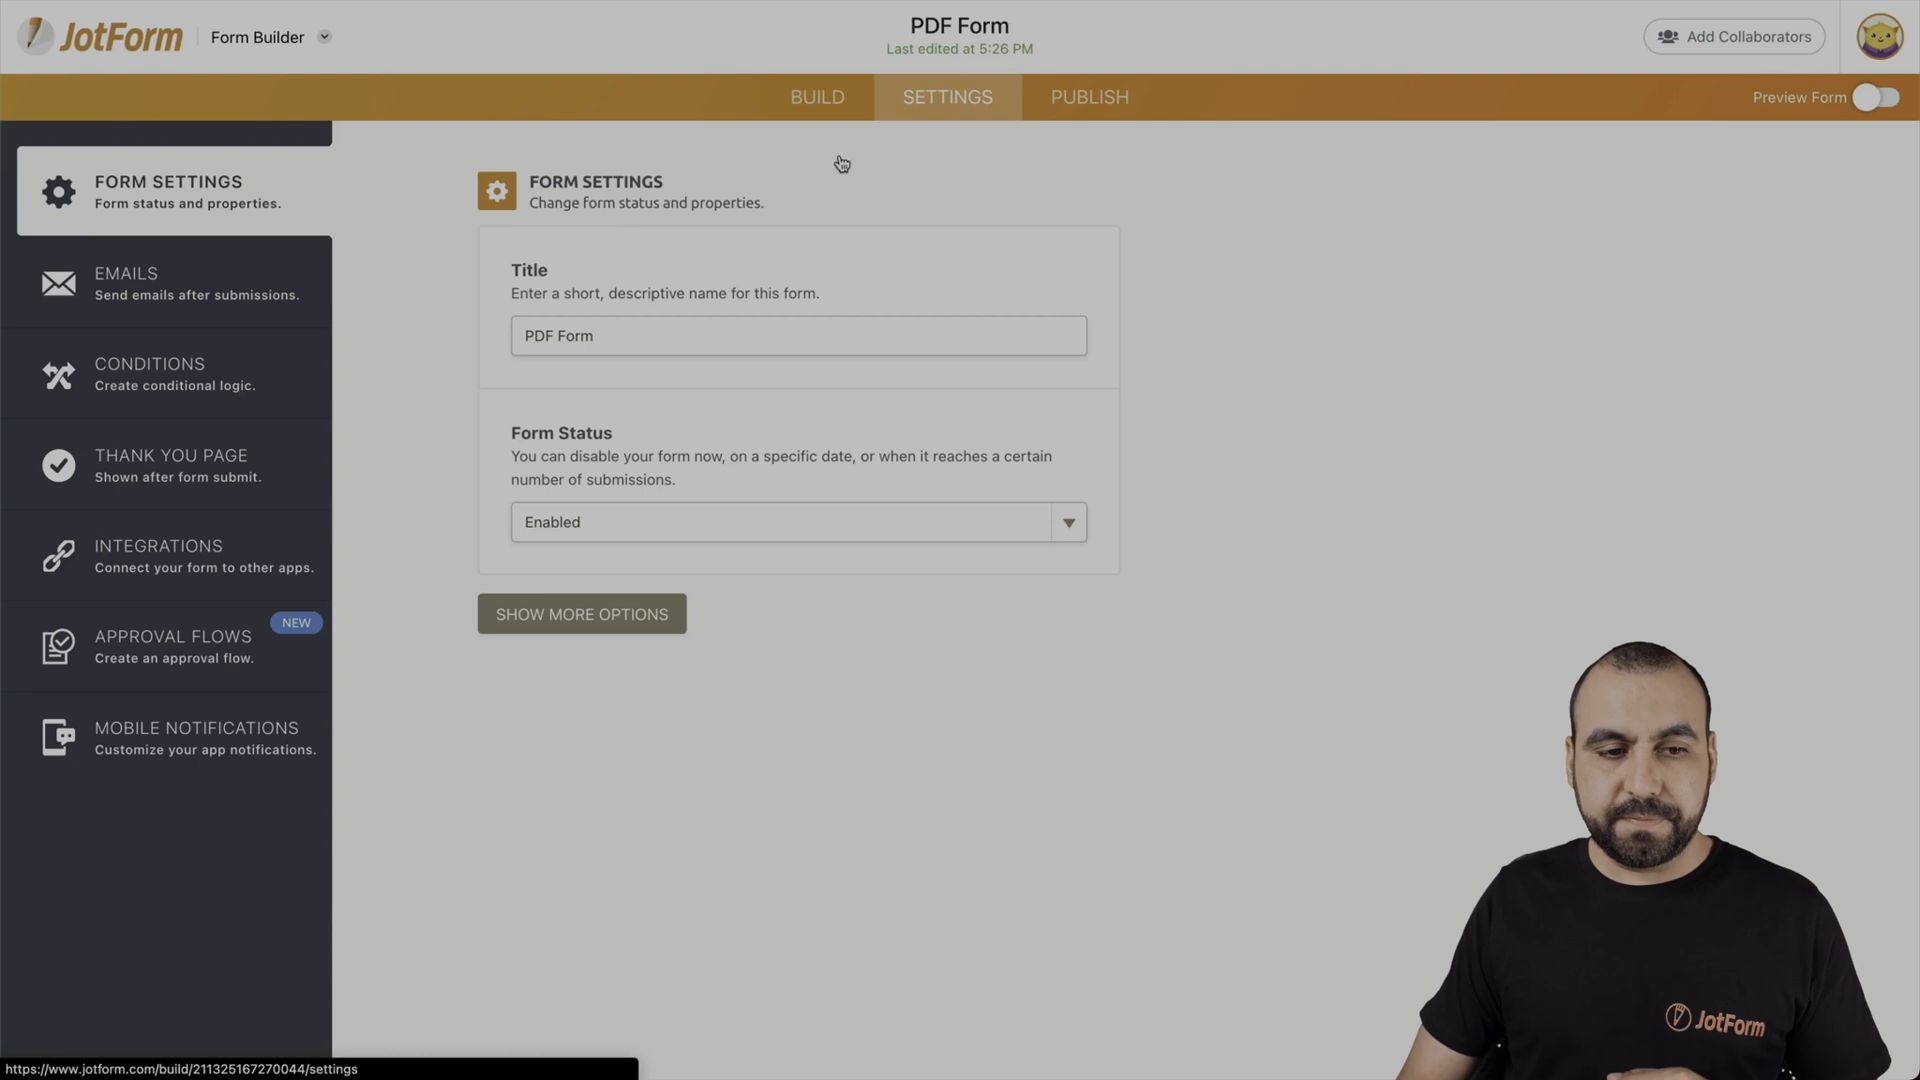 JotForm
Form Builder
PDF Form
Last edited at 5:26 PM
Add Collaborators
BUILD
SETTINGS
PUBLISH
Preview Form
FORM SETTINGS
Form status and properties.
EMAILS
Send emails after submissions.
CONDITIONS
Create conditional logic.
THANK YOU PAGE
Shown after form submit.
INTEGRATIONS
Connect your form to other apps.
NEW
APPROVAL FLOWS
Create an approval flow.
MOBILE NOTIFICATIONS
Customize your app notifications.
FORM SETTINGS
Change form status and properties.
Title
Enter a short, descriptive name for this form.
PDF Form
Form Status
You can disable your form now, on a specific date, or when it reaches a certain
number of submissions.
Enabled
SHOW MORE OPTIONS
JotForm
https://www.jotform.com/build/211325167270044/settings